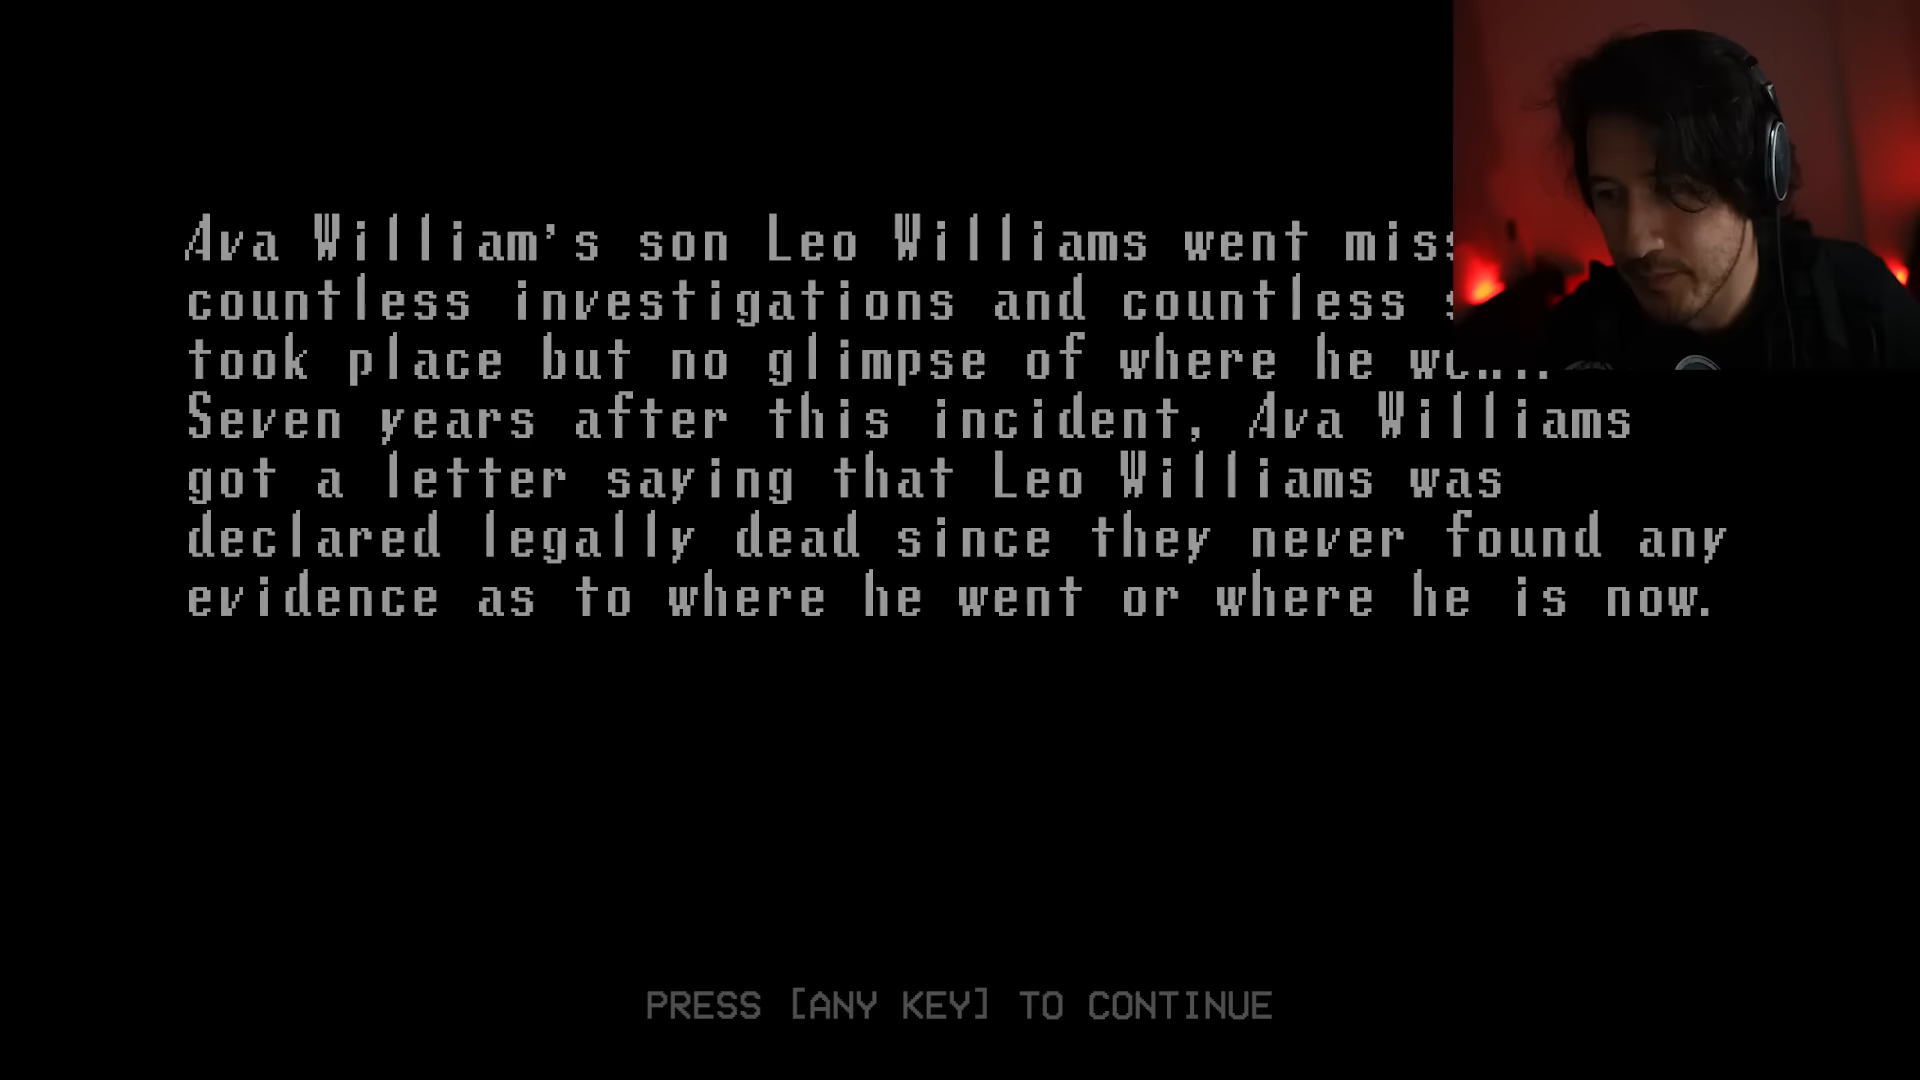 Ava William's son Leo Williams went
countless investigations and countless
took place but no glimpse of where he
Seven years after this incident, Ava Williams
got a letter saying that Leo Williams was
declared legally dead since they never found any
evidence as to where he went or where he is now.
PRESS [ANY KEY] TO CONTINUE